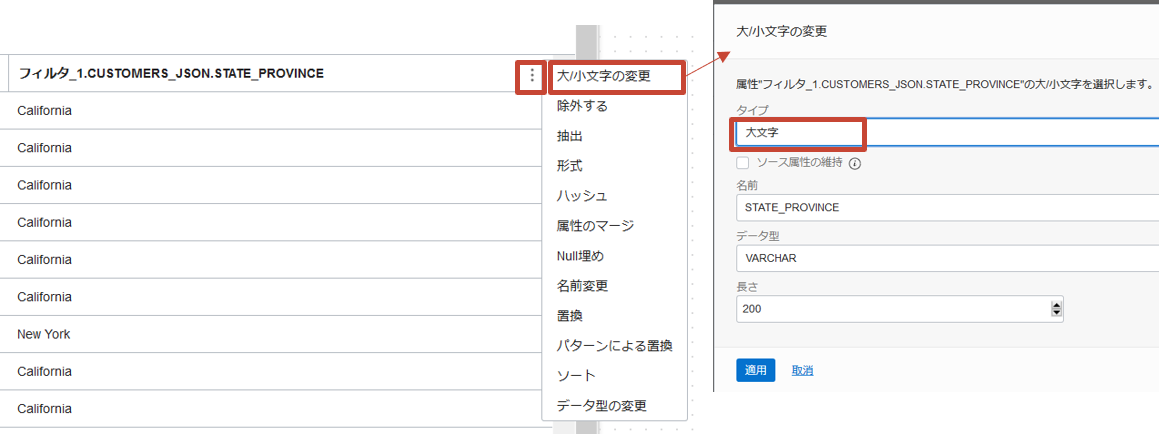 フィルタ_1.CUSTOMERS_JSON.STATE_PROVINCE
California
California
California
California
California
California
New York
California
California
大/小文字の変更
除外する
抽出
形式
ハッシュ
属性のマージ
Null埋め
名前変更
置換
パターンによる置換
ソート
データ型の変更
大/小文字の変更
属性"フィルタ_1.CUSTOMERS_JSON.STATE_PROVINCE"の大/小文字を選択します。
タイプ
大文字
ソース属性の維持
名前
STATE_PROVINCE
データ型
VARCHAR
長さ
200
適用 取消